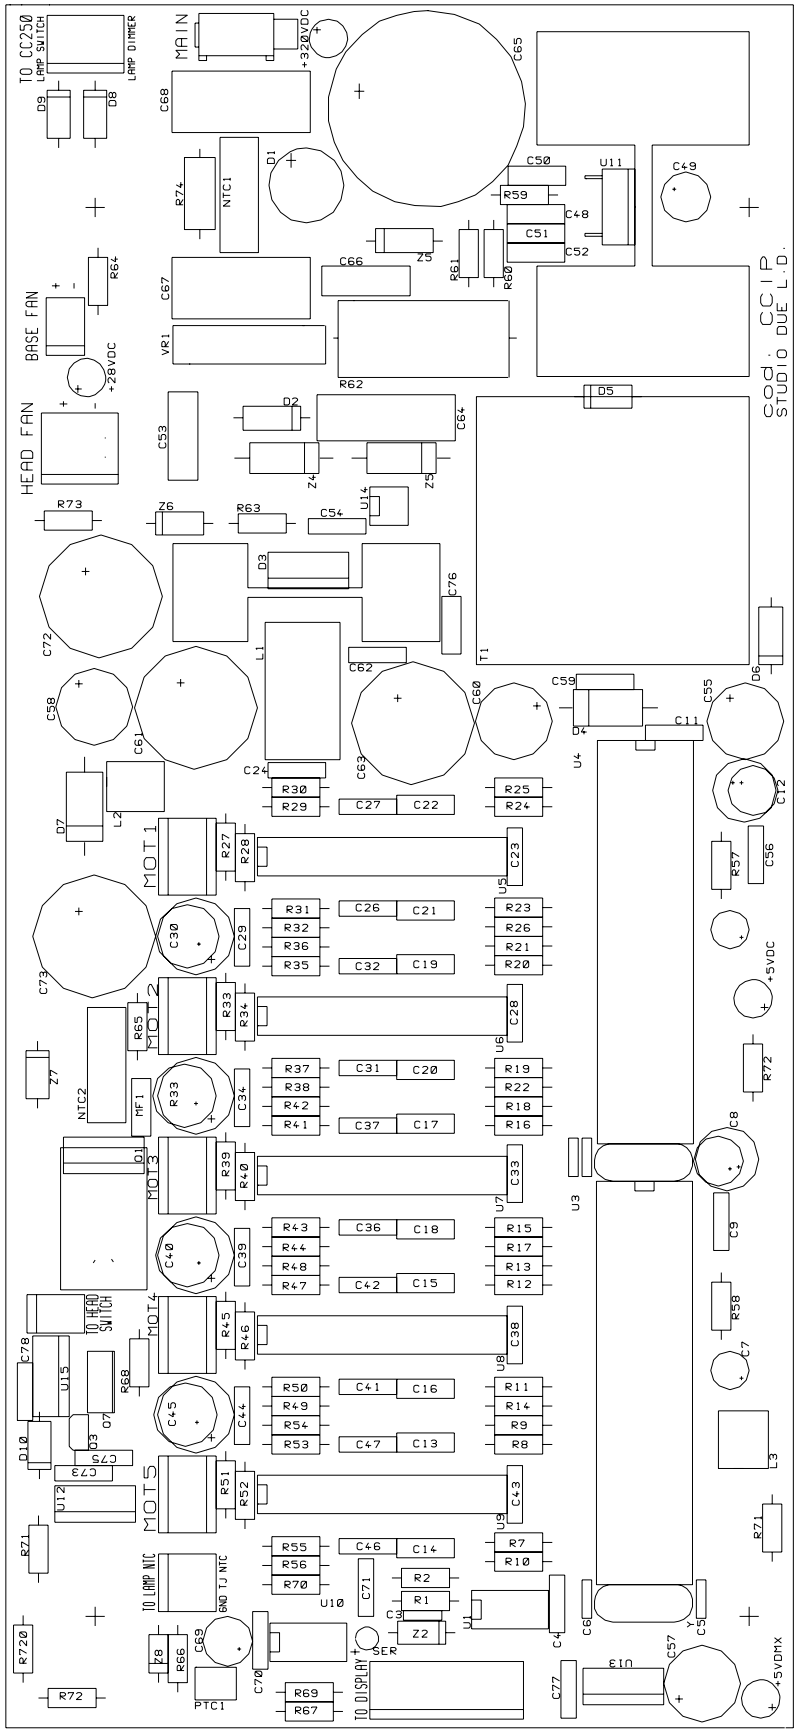 TO CC250
LAMP SWITCH
LAMP DIMMER
MAIN
+320VDC
C65
D9
D8
C68
R74
NTC1
D1
C50
U11
C49
R59
C48
C51
C52
R64
Z5
R61
R60
C66
C67
BASE FAN
+28VDC
VR1
R62
cod. CCIP
STUDIO DUE L.D.
HEAD FAN
C53
D2
C64
D5
Z4
Z5
U14
R73
Z6
R63
C54
D3
C76
C72
L1
C62
T1
D6
C58
C61
C63
C60
C59
D4
C55
C11
U4
C24
L2
D7
C12
R30
R29
C27
C22
R25
R24
MOT1
R27
R28
C23
U5
R57
C56
R31
C26
C21
R23
R32
R26
C30
C29
R36
R21
R35
C32
C19
R20
C73
+5VDC
MOT2
R33
R34
C28
U6
R65
Z7
NTC2
MF1
R72
R37
C31
C20
R19
R38
R22
R33
C34
R42
R18
R41
C37
C17
R16
C8
Q1
MOT3
R39
R40
C33
U7
U3
C9
R43
C36
C18
R15
R44
R17
C40
C39
R48
R13
R47
C42
C15
R12
TO HEAD
SWITCH
MOT4
R45
R46
C38
U8
R58
C7
C78
U15
R68
Q7
R50
C41
C16
R11
R49
R14
C45
C44
R54
R9
R53
C47
C13
R8
Q3
D10
C75
C73
L3
U12
MOT5
R51
R52
C43
U9
R71
R71
R55
C46
C14
R7
R56
R10
R70
TO LAMP NTC
GND TJ NTC
C71
R2
R1
C3
Z2
U10
U1
C4
C6
C5
Y
R720
Z8
R66
C69
C70
SER
C57
R72
PTC1
R69
R67
TO DISPLAY
C77
U13
+5VDMX